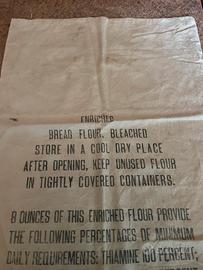 ENRICHED
BREAD FLOUR. BLEACHED
STORE IN A COOL DRY PLACE
AFTER OPENING, KEEP UNUSED FLOUR
IN TIGHTLY COVERED CONTAINERS.
8 OUNCES OF THIS ENRICHED FLOUR PROVIDE
THE FOLLOWING PERCENTAGES OF MINIMUM
DAILY REQUIREMENTS: THIAMINE 100 PERCENT;